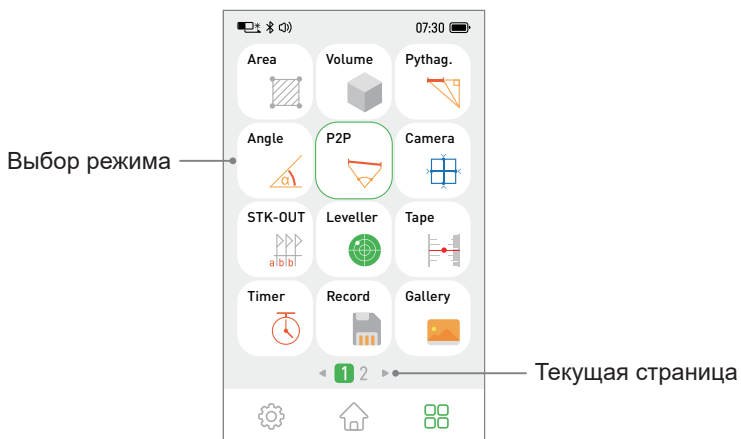 07:30
Area Volume Pythag.
Angle P2P Camera
α
Выбор режима
STK-OUT Leveller Tape
a b b
Timer Record Gallery
1 2
Текущая страница